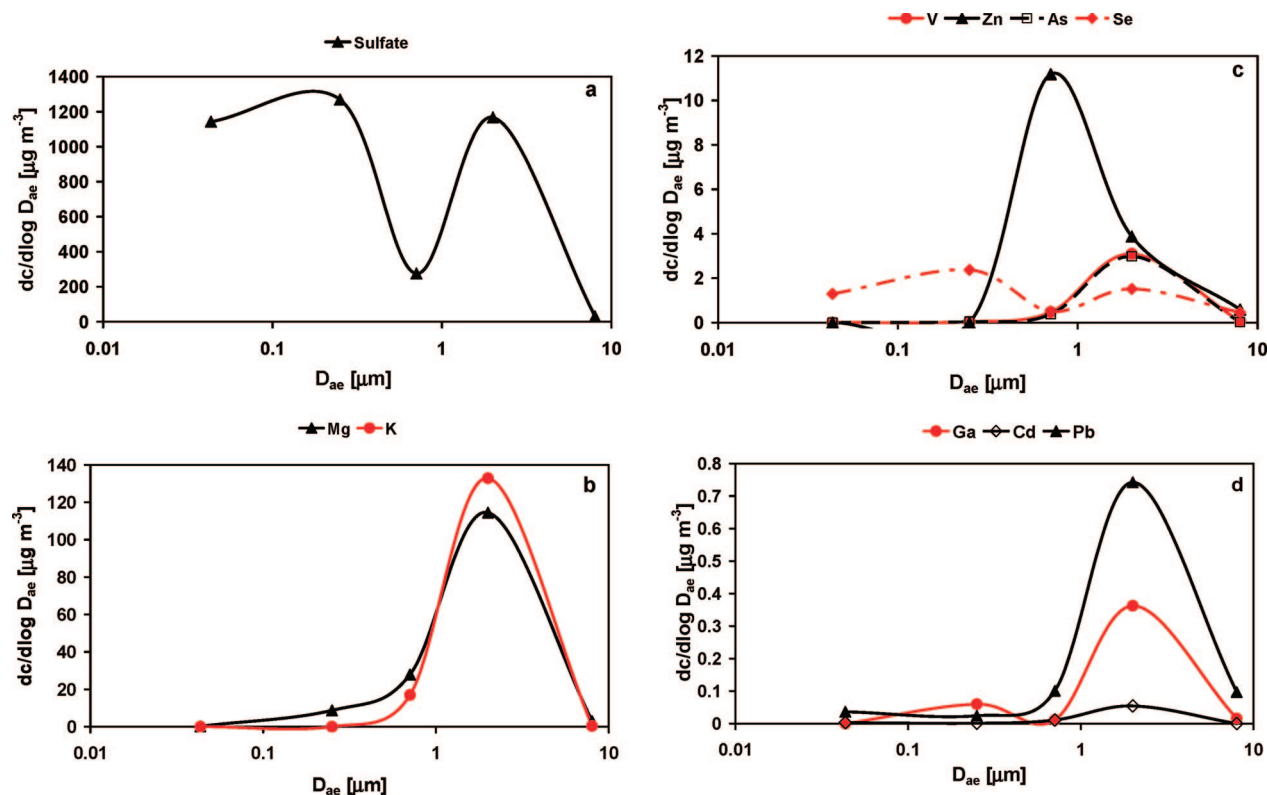 Sulfate
a
1400
1200
1000
800
600
400
200
0
dc/dlog Dae [µg m-3]
0.01 0.1 1 10
Dae [µm]
V Zn As Se
c
12
10
8
6
4
2
0
dc/dlog Dae [µg m-3]
0.01 0.1 1 10
Dae [µm]
Mg K
b
140
120
100
80
60
40
20
0
dc/dlog Dae [µg m-3]
0.01 0.1 1 10
Dae [µm]
Ga Cd Pb
d
0.8
0.7
0.6
0.5
0.4
0.3
0.2
0.1
0
dc/dlog Dae [µg m-3]
0.01 0.1 1 10
Dae [µm]